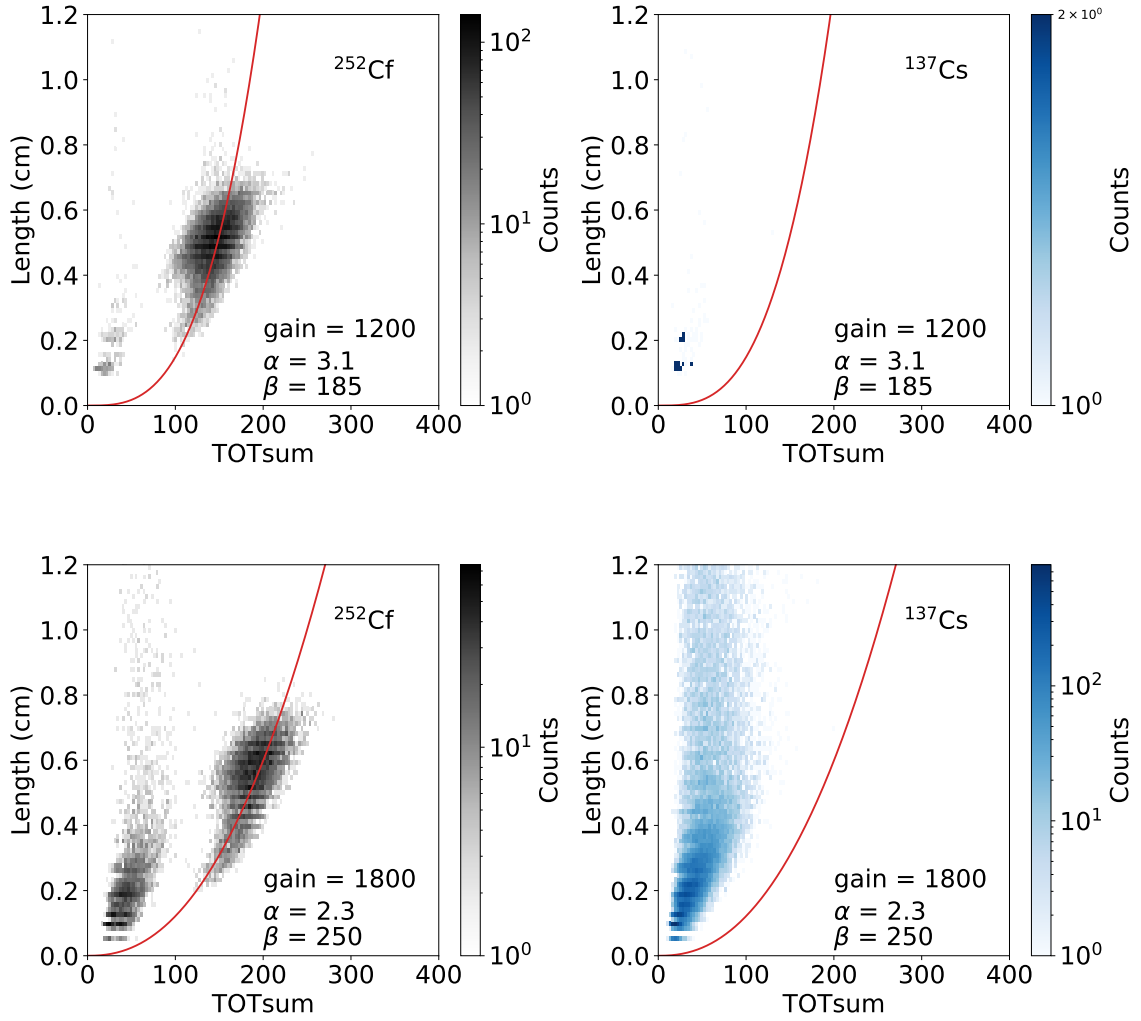 1.2
1.0
0.8
0.6
0.4
0.2
0.0
Length (cm)
0 100 200 300 400
TOTsum
²⁵²Cf
gain = 1200
α = 3.1
β = 185
10²
10¹
10⁰
Counts
1.2
1.0
0.8
0.6
0.4
0.2
0.0
Length (cm)
0 100 200 300 400
TOTsum
¹³⁷Cs
gain = 1200
α = 3.1
β = 185
2 × 10⁰
10⁰
Counts
1.2
1.0
0.8
0.6
0.4
0.2
0.0
Length (cm)
0 100 200 300 400
TOTsum
²⁵²Cf
gain = 1800
α = 2.3
β = 250
10¹
10⁰
Counts
1.2
1.0
0.8
0.6
0.4
0.2
0.0
Length (cm)
0 100 200 300 400
TOTsum
¹³⁷Cs
gain = 1800
α = 2.3
β = 250
10²
10¹
10⁰
Counts